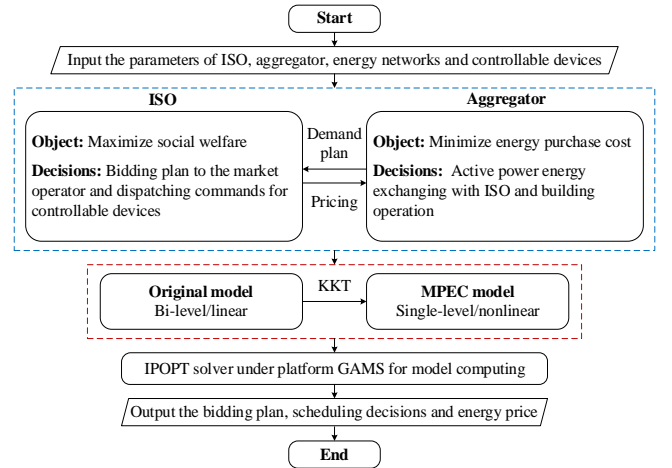 Start
Input the parameters of ISO, aggregator, energy networks and controllable devices
ISO
Object: Maximize social welfare
Decisions: Bidding plan to the market
operator and dispatching commands for
controllable devices
Demand
plan
Pricing
Aggregator
Object: Minimize energy purchase cost
Decisions: Active power energy
exchanging with ISO and building
operation
Original model
Bi-level/linear
KKT
MPEC model
Single-level/nonlinear
IPOPT solver under platform GAMS for model computing
Output the bidding plan, scheduling decisions and energy price
End